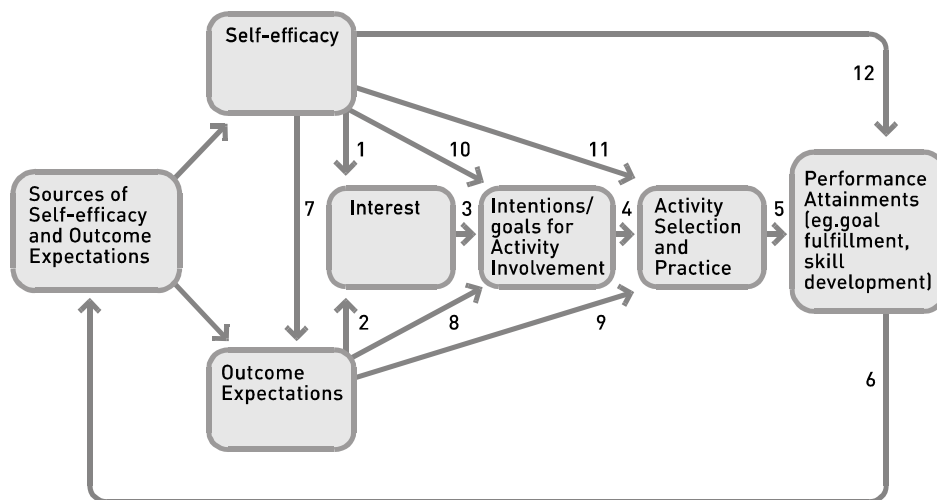 Self-efficacy
12
1
10
11
Sources of
Self-efficacy
and Outcome
Expectations
7
Interest
3
Intentions/
goals for
Activity
Involvement
4
Activity
Selection
and
Practice
5
Performance
Attainments
(eg.goal
fulfillment,
skill
development)
2
8
9
Outcome
Expectations
6